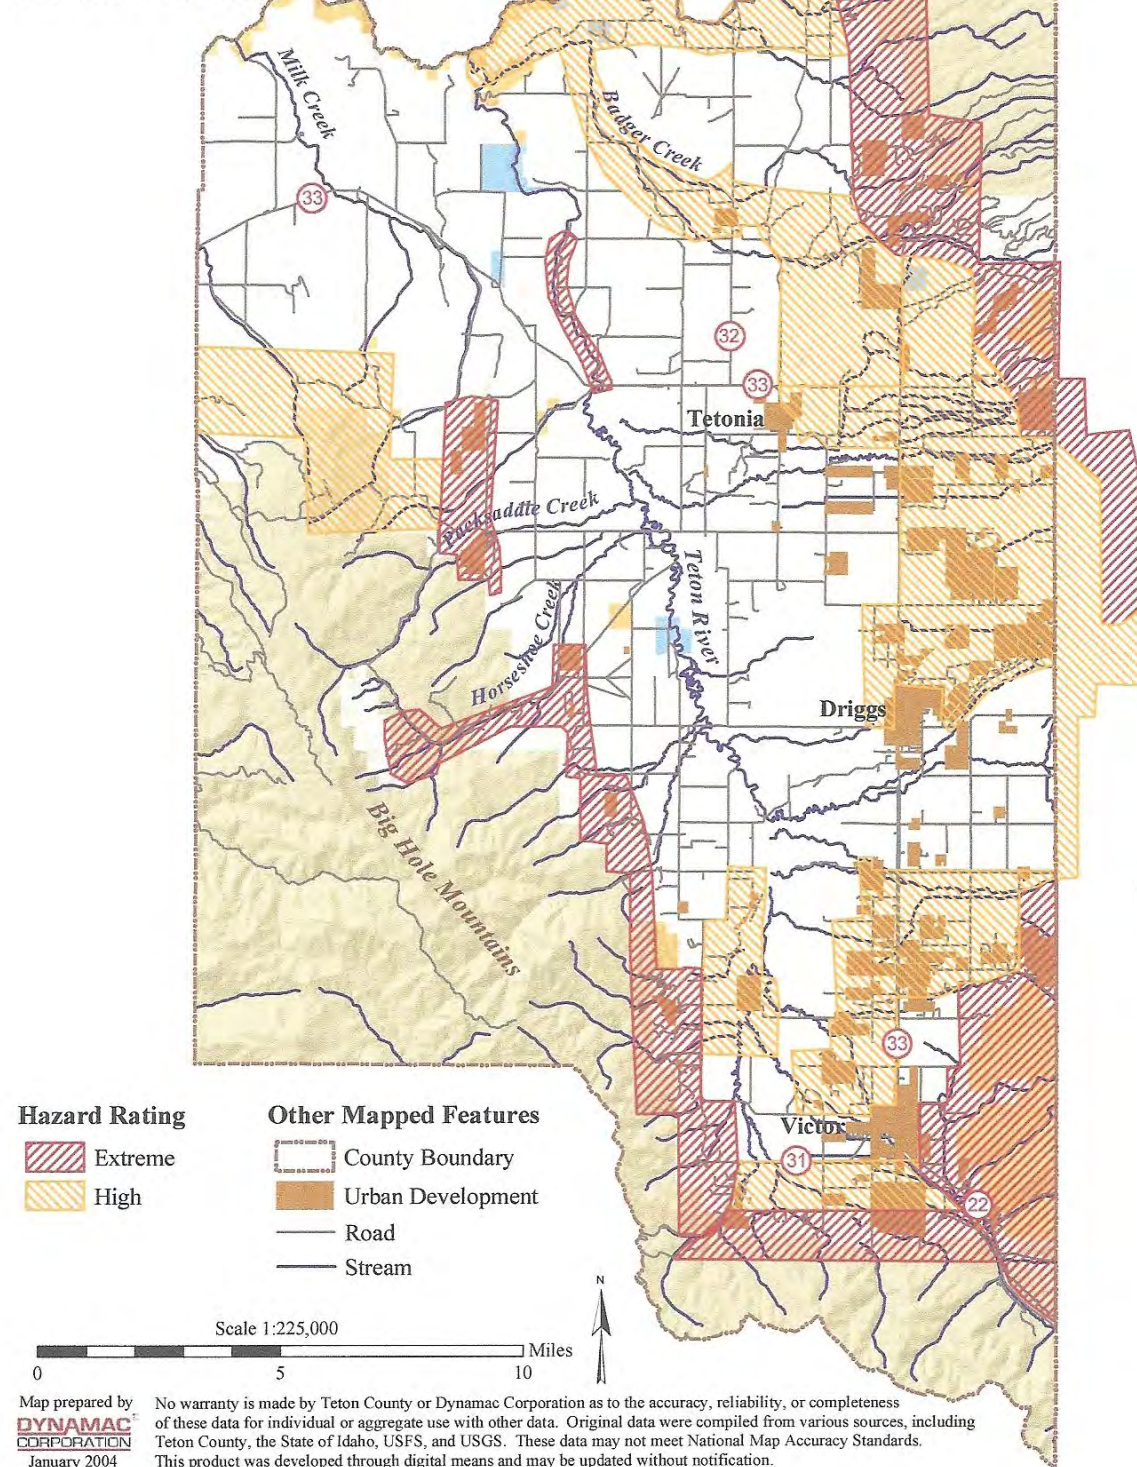 Milk Creek
Badger Creek
33
32
33
Tetonia
Packsaddle Creek
Teton River
Horseshoe Creek
Driggs
Big Hole Mountains
33
Victor
31
22
Hazard Rating
Extreme
High
Other Mapped Features
County Boundary
Urban Development
Road
Stream
N
Scale 1:225,000
Miles
0 5 10
Map prepared by
DYNAMAC
CORPORATION
January 2004
No warranty is made by Teton County or Dynamac Corporation as to the accuracy, reliability, or completeness
of these data for individual or aggregate use with other data. Original data were compiled from various sources, including
Teton County, the State of Idaho, USFS, and USGS. These data may not meet National Map Accuracy Standards.
This product was developed through digital means and may be updated without notification.